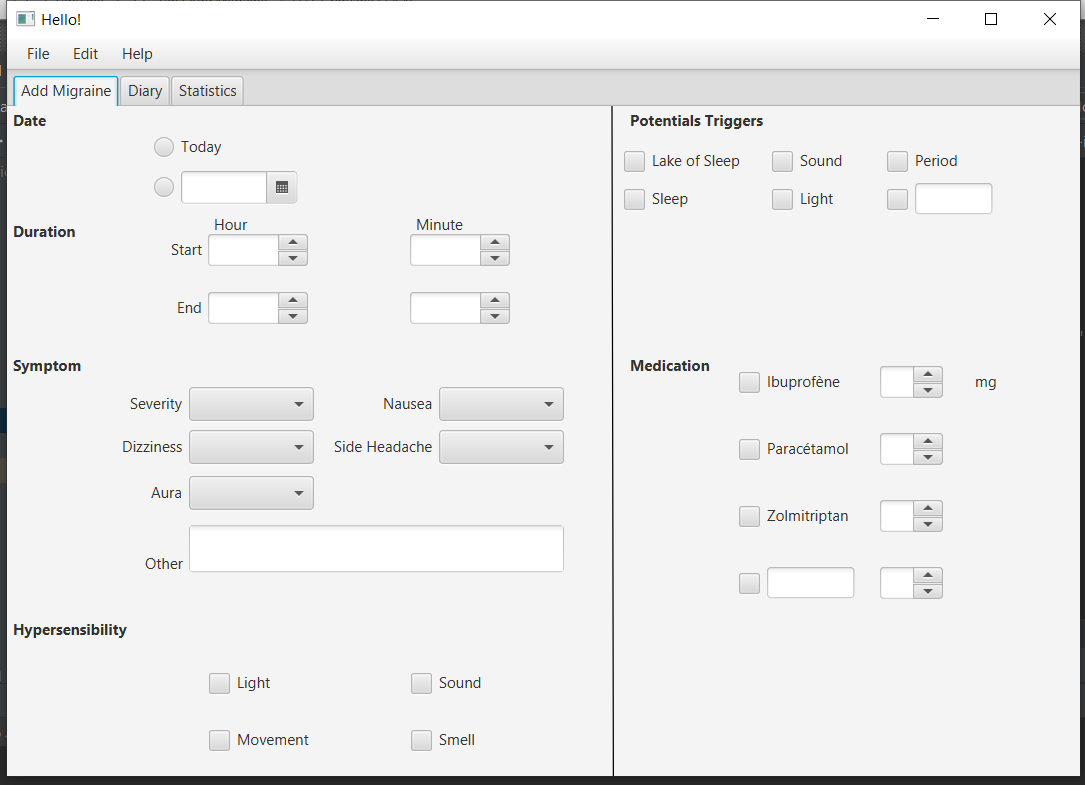 Hello!
File Edit Help
Add Migraine Diary Statistics
Date
Today
Duration
Hour Minute
Start
End
Symptom
Severity Nausea
Dizziness Side Headache
Aura
Other
Hypersensibility
Light Sound
Movement Smell
Potentials Triggers
Lake of Sleep Sound Period
Sleep Light
Medication
Ibuprofène mg
Paracétamol
Zolmitriptan